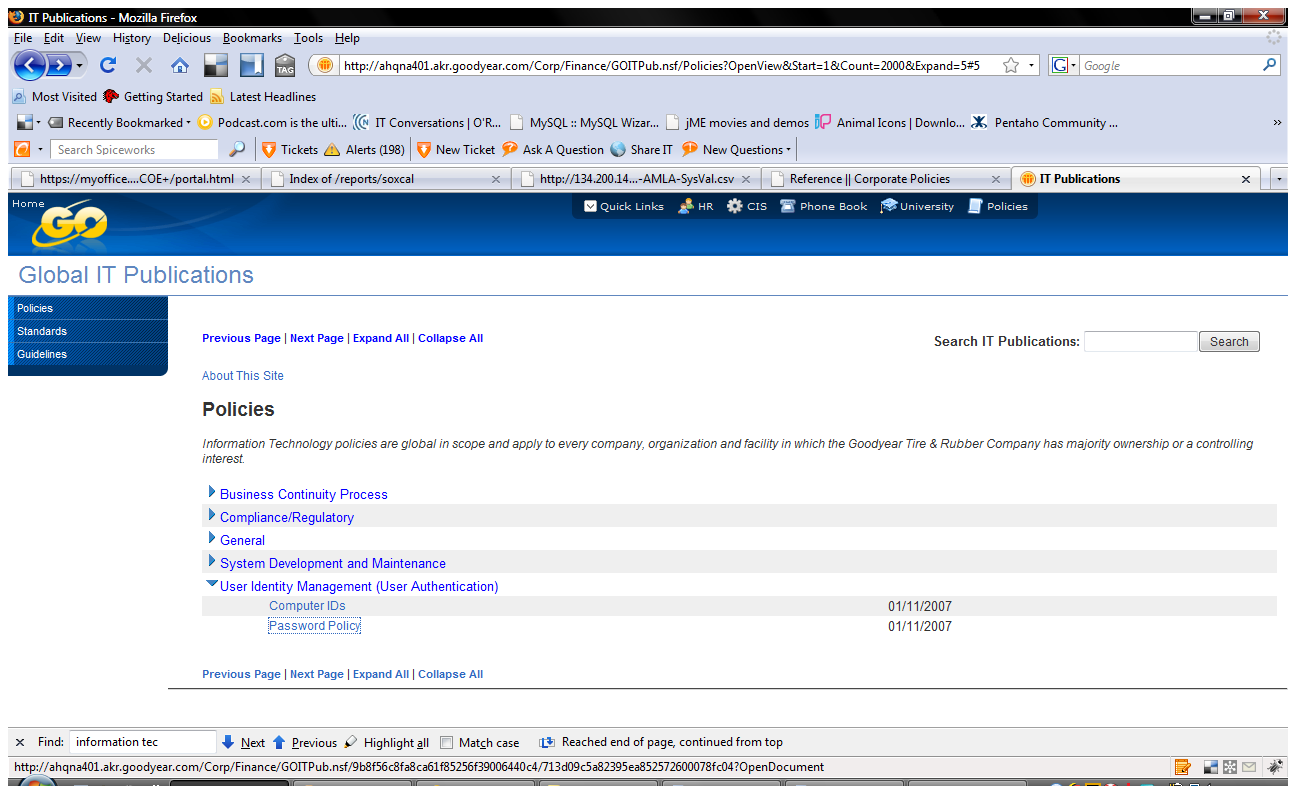 IT Publications - Mozilla Firefox
File Edit View History Delicious Bookmarks Tools Help
TAG http://ahqna401.akr.goodyear.com/Corp/Finance/GOITPub.nsf/Policies?OpenView&Start=1&Count=2000&Expand=5#5 G Google
Most Visited Getting Started Latest Headlines
Recently Bookmarked Podcast.com is the ulti... IT Conversations | O'R... MySQL :: MySQL Wizar... jME movies and demos Animal Icons | Downlo... Pentaho Community ... »
Search Spiceworks Tickets Alerts (198) New Ticket Ask A Question Share IT New Questions
https://myoffice....COE+/portal.html Index of /reports/soxcal http://134.200.14...-AMLA-SysVal.csv Reference || Corporate Policies IT Publications
Home Quick Links HR CIS Phone Book University Policies
GO
Global IT Publications
Policies
Standards
Guidelines
Previous Page | Next Page | Expand All | Collapse All
Search IT Publications: Search
About This Site
Policies
Information Technology policies are global in scope and apply to every company, organization and facility in which the Goodyear Tire & Rubber Company has majority ownership or a controlling
interest.
Business Continuity Process
Compliance/Regulatory
General
System Development and Maintenance
User Identity Management (User Authentication)
Computer IDs 01/11/2007
Password Policy 01/11/2007
Previous Page | Next Page | Expand All | Collapse All
Find: information tec Next Previous Highlight all Match case Reached end of page, continued from top
http://ahqna401.akr.goodyear.com/Corp/Finance/GOITPub.nsf/9b8f56c8fa8ca61f85256f39006440c4/713d09c5a82395ea852572600078fc04?OpenDocument